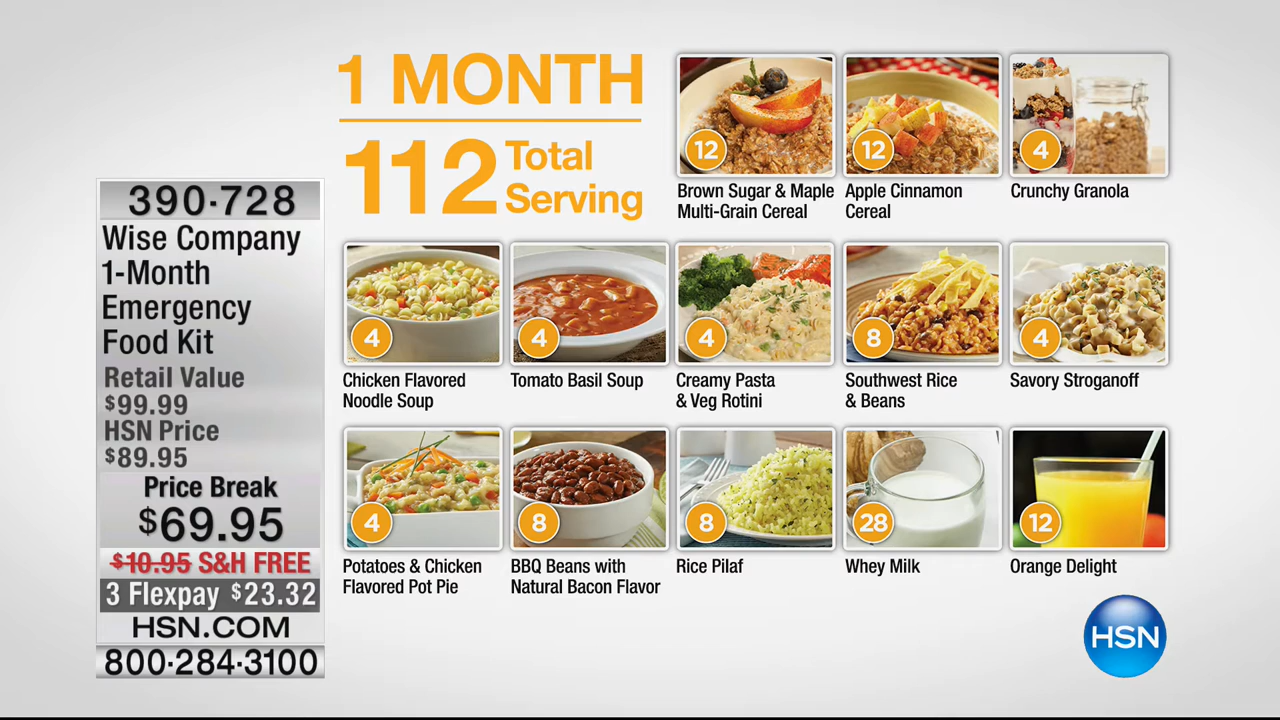 390·728
Wise Company
1-Month
Emergency
Food Kit
Retail Value
$99.99
HSN Price
$89.95
Price Break
$69.95
$10.95 S&H FREE
3 Flexpay $23.32
HSN.COM
800·284·3100
1 MONTH
112 Total Serving
12
Brown Sugar & Maple
Multi-Grain Cereal
12
Apple Cinnamon
Cereal
4
Crunchy Granola
4
Chicken Flavored
Noodle Soup
4
Tomato Basil Soup
4
Creamy Pasta
& Veg Rotini
8
Southwest Rice
& Beans
4
Savory Stroganoff
4
Potatoes & Chicken
Flavored Pot Pie
8
BBQ Beans with
Natural Bacon Flavor
8
Rice Pilaf
28
Whey Milk
12
Orange Delight
HSN